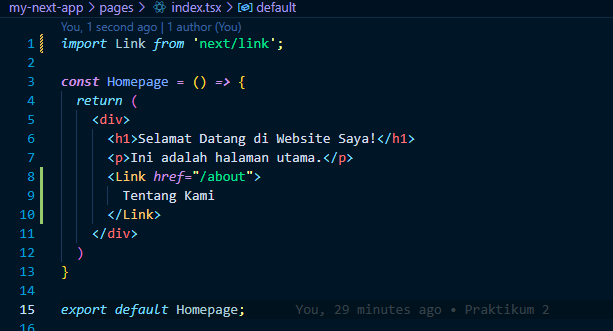 my-next-app > pages > index.tsx > default
You, 1 second ago | 1 author (You)
1 import Link from 'next/link';
2
3 const Homepage = () => {
4   return (
5     <div>
6       <h1>Selamat Datang di Website Saya!</h1>
7       <p>Ini adalah halaman utama.</p>
8       <Link href="/about">
9         Tentang Kami
10       </Link>
11     </div>
12   )
13 }
14
15 export default Homepage; You, 29 minutes ago • Praktikum 2
16